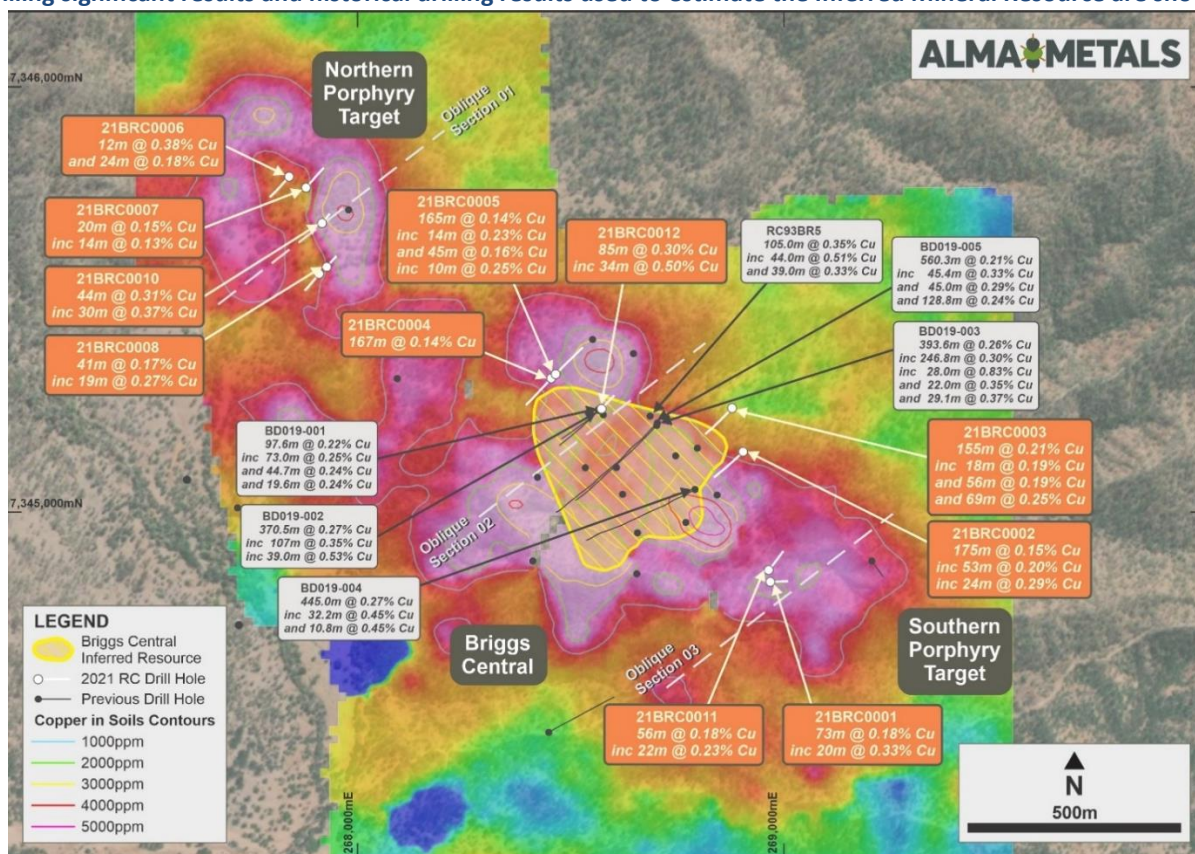 ALMA METALS
7,346,000mN
Northern
Porphyry
Target
Oblique
Section 01
21BRC0006
12m @ 0.38% Cu
and 24m @ 0.18% Cu
21BRC0007
20m @ 0.15% Cu
inc 14m @ 0.13% Cu
21BRC0010
44m @ 0.31% Cu
inc 30m @ 0.37% Cu
21BRC0008
41m @ 0.17% Cu
inc 19m @ 0.27% Cu
21BRC0005
165m @ 0.14% Cu
inc 14m @ 0.23% Cu
and 45m @ 0.16% Cu
inc 10m @ 0.25% Cu
21BRC0004
167m @ 0.14% Cu
21BRC0012
85m @ 0.30% Cu
inc 34m @ 0.50% Cu
RC93BR5
105.0m @ 0.35% Cu
inc 44.0m @ 0.51% Cu
and 39.0m @ 0.33% Cu
BD019-005
560.3m @ 0.21% Cu
inc 45.4m @ 0.33% Cu
and 45.0m @ 0.29% Cu
and 128.8m @ 0.24% Cu
BD019-003
393.6m @ 0.26% Cu
inc 246.8m @ 0.30% Cu
inc 28.0m @ 0.83% Cu
and 22.0m @ 0.35% Cu
and 29.1m @ 0.37% Cu
BD019-001
97.6m @ 0.22% Cu
inc 73.0m @ 0.25% Cu
and 44.7m @ 0.24% Cu
and 19.6m @ 0.24% Cu
7,345,000mN
BD019-002
370.5m @ 0.27% Cu
inc 107m @ 0.35% Cu
inc 39.0m @ 0.53% Cu
Oblique
Section 02
BD019-004
445.0m @ 0.27% Cu
inc 32.2m @ 0.45% Cu
and 10.8m @ 0.45% Cu
21BRC0003
155m @ 0.21% Cu
inc 18m @ 0.19% Cu
and 56m @ 0.19% Cu
and 69m @ 0.25% Cu
21BRC0002
175m @ 0.15% Cu
inc 53m @ 0.20% Cu
inc 24m @ 0.29% Cu
Briggs
Central
Oblique
Section 03
Southern
Porphyry
Target
21BRC0011
56m @ 0.18% Cu
inc 22m @ 0.23% Cu
21BRC0001
73m @ 0.18% Cu
inc 20m @ 0.33% Cu
LEGEND
Briggs Central
Inferred Resource
2021 RC Drill Hole
Previous Drill Hole
Copper in Soils Contours
1000ppm
2000ppm
3000ppm
4000ppm
5000ppm
268,000mE
269,000mE
N
500m